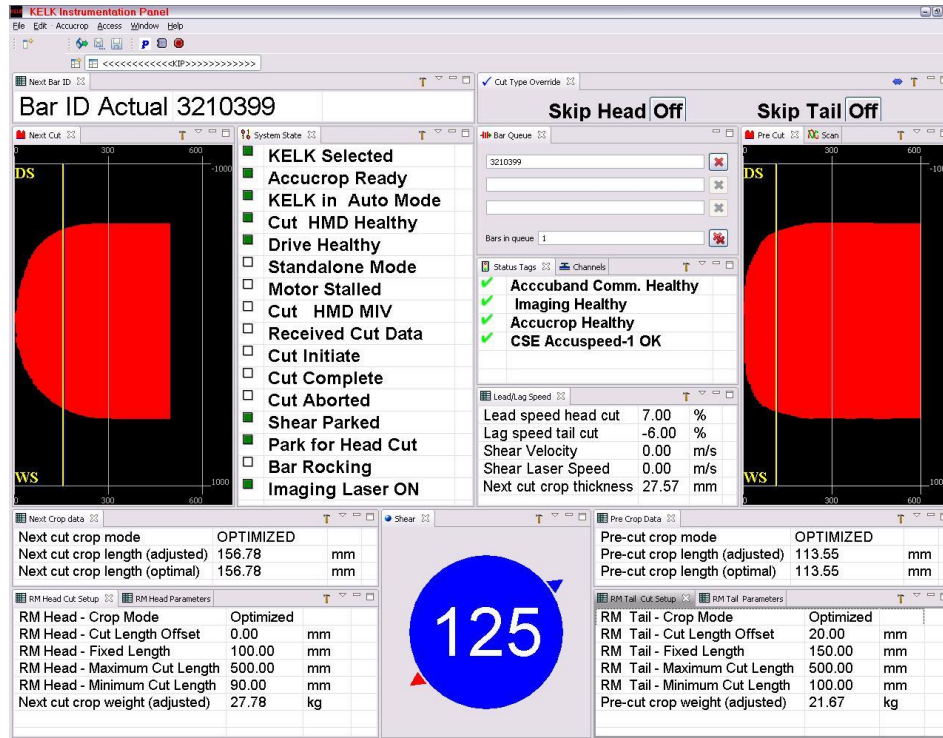 KELK Instrumentation Panel
File Edit - Accucrop Access Window Help
P
<<<<<<<<<<<<KIP>>>>>>>>>>>>
Next Bar ID
Bar ID Actual 3210399
Cut Type Override
Skip Head Off Skip Tail Off
Next Cut
0 300 600
-1000
DS
WS
1000
0 300 600
System State
KELK Selected
Accucrop Ready
KELK in Auto Mode
Cut HMD Healthy
Drive Healthy
Standalone Mode
Motor Stalled
Cut HMD MIV
Received Cut Data
Cut Initiate
Cut Complete
Cut Aborted
Shear Parked
Park for Head Cut
Bar Rocking
Imaging Laser ON
Bar Queue
3210399
Bars in queue 1
Status Tags Channels
Acccuband Comm. Healthy
Imaging Healthy
Accucrop Healthy
CSE Accuspeed-1 OK
Lead/Lag Speed
Lead speed head cut 7.00 %
Lag speed tail cut -6.00 %
Shear Velocity 0.00 m/s
Shear Laser Speed 0.00 m/s
Next cut crop thickness 27.57 mm
Pre Cut Scan
0 300 600
DS
WS
0 300 600
Next Crop data
Next cut crop mode OPTIMIZED
Next cut crop length (adjusted) 156.78 mm
Next cut crop length (optimal) 156.78 mm
RM Head Cut Setup RM Head Parameters
RM Head - Crop Mode Optimized
RM Head - Cut Length Offset 0.00 mm
RM Head - Fixed Length 100.00 mm
RM Head - Maximum Cut Length 500.00 mm
RM Head - Minimum Cut Length 90.00 mm
Next cut crop weight (adjusted) 27.78 kg
Shear
125
Pre Crop Data
Pre-cut crop mode OPTIMIZED
Pre-cut crop length (adjusted) 113.55 mm
Pre-cut crop length (optimal) 113.55 mm
RM Tail Cut Setup RM Tail Parameters
RM Tail - Crop Mode Optimized
RM Tail - Cut Length Offset 20.00 mm
RM Tail - Fixed Length 150.00 mm
RM Tail - Maximum Cut Length 500.00 mm
RM Tail - Minimum Cut Length 100.00 mm
Pre-cut crop weight (adjusted) 21.67 kg